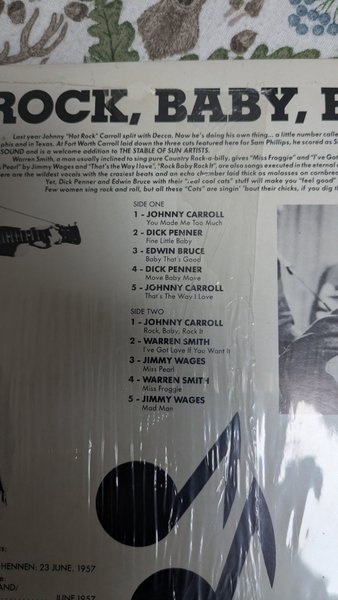 ROCK, BABY,
Last year Johnny "Hot Rock" Carroll split with Decca. Now he's doing his own thing... a little number calle
phis and in Texas. At Fort Worth Carroll laid down the three cuts featured here for Sam Phillips, he scored as S
SOUND and is a welcome addition to THE STABLE OF SUN ARTISTS.
Warren Smith, a man usually inclined to sing pure Country Rock-a-billy, gives "Miss Froggie" and "I've Go
Pearl" by Jimmy Wages and "That's the Way I love", "Rock Baby Rock It", are also songs executed in the eternal
ere are the wildest vocals with the craziest beats and an echo chamber laid thick as molasses on cornbrea
Yet, Dick Penner and Edwin Bruce with their "real cool cats" stuff will make you "feel good"
Few women sing rock and roll, but all these "Cats" are singin' 'bout their chicks, if you dig th
SIDE ONE
1 - JOHNNY CARROLL
You Made Me Too Much
2 - DICK PENNER
Fine Little Baby
3 - EDWIN BRUCE
Baby That's Good
4 - DICK PENNER
Move Baby Move
5 - JOHNNY CARROLL
That's The Way I Love
SIDE TWO
1 - JOHNNY CARROLL
Rock, Baby, Rock It
2 - WARREN SMITH
I've Got Love If You Want It
3 - JIMMY WAGES
Miss Pearl
4 - WARREN SMITH
Miss Froggie
5 - JIMMY WAGES
Mad Man
HENNEN: 23 JUNE, 1957
AND/
JUNE 1957